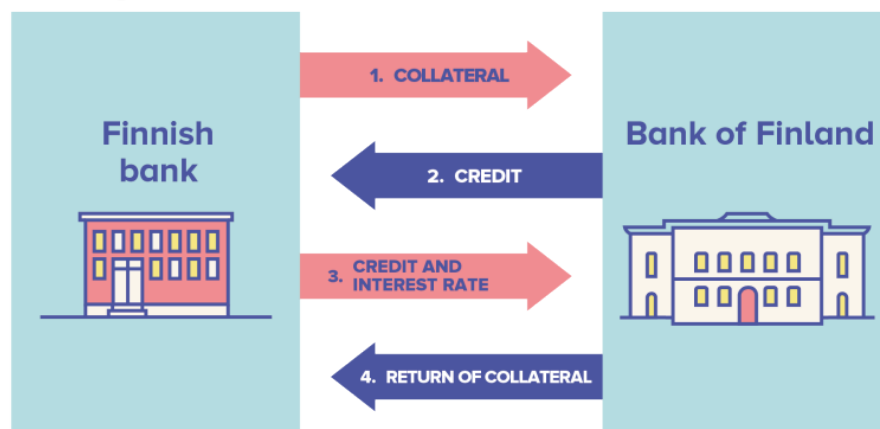 Finnish
bank
1. COLLATERAL
2. CREDIT
3. CREDIT AND
INTEREST RATE
4. RETURN OF COLLATERAL
Bank of Finland